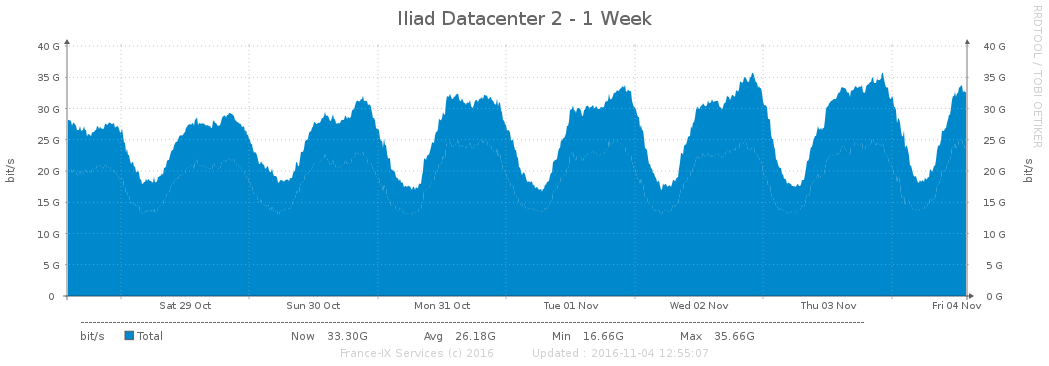 Iliad Datacenter 2 - 1 Week
RRDTOOL / TOBI OETIKER
40 G 40 G
35 G 35 G
30 G 30 G
25 G 25 G
20 G 20 G
15 G 15 G
10 G 10 G
5 G 5 G
0 0 G
bit/s bit/s
Sat 29 Oct Sun 30 Oct Mon 31 Oct Tue 01 Nov Wed 02 Nov Thu 03 Nov Fri 04 Nov
bit/s Total Now 33.30G Avg 26.18G Min 16.66G Max 35.66G
France-IX Services (c) 2016 Updated : 2016-11-04 12:55:07